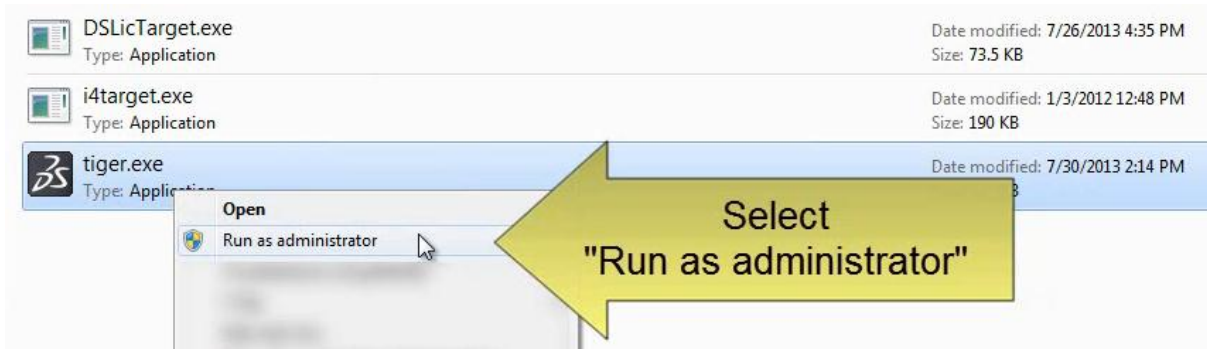 DSLicTarget.exe
Date modified: 7/26/2013 4:35 PM
Type: Application
Size: 73.5 KB
i4target.exe
Date modified: 1/3/2012 12:48 PM
Type: Application
Size: 190 KB
tiger.exe
Date modified: 7/30/2013 2:14 PM
Type:
Open
Run as administrator
Select
"Run as administrator"